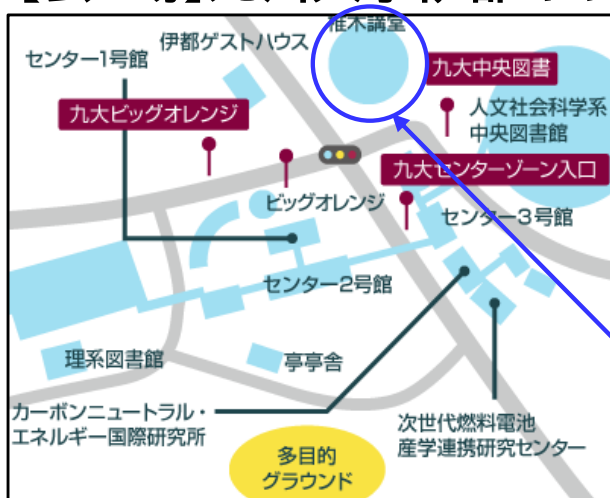 椎木講堂
伊都ゲストハウス
センター1号館
九大中央図書
九大ビッグオレンジ
人文社会科学系
中央図書館
九大センターゾーン入口
ビッグオレンジ
センター3号館
センター2号館
理系図書館
亭亭舎
カーボンニュートラル・
エネルギー国際研究所
次世代燃料電池
産学連携研究センター
多目的
グラウンド